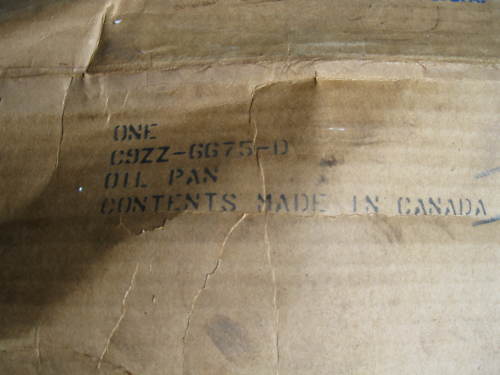 ONE
C9ZZ-6675-D
OIL PAN
CONTENTS MADE IN CANADA